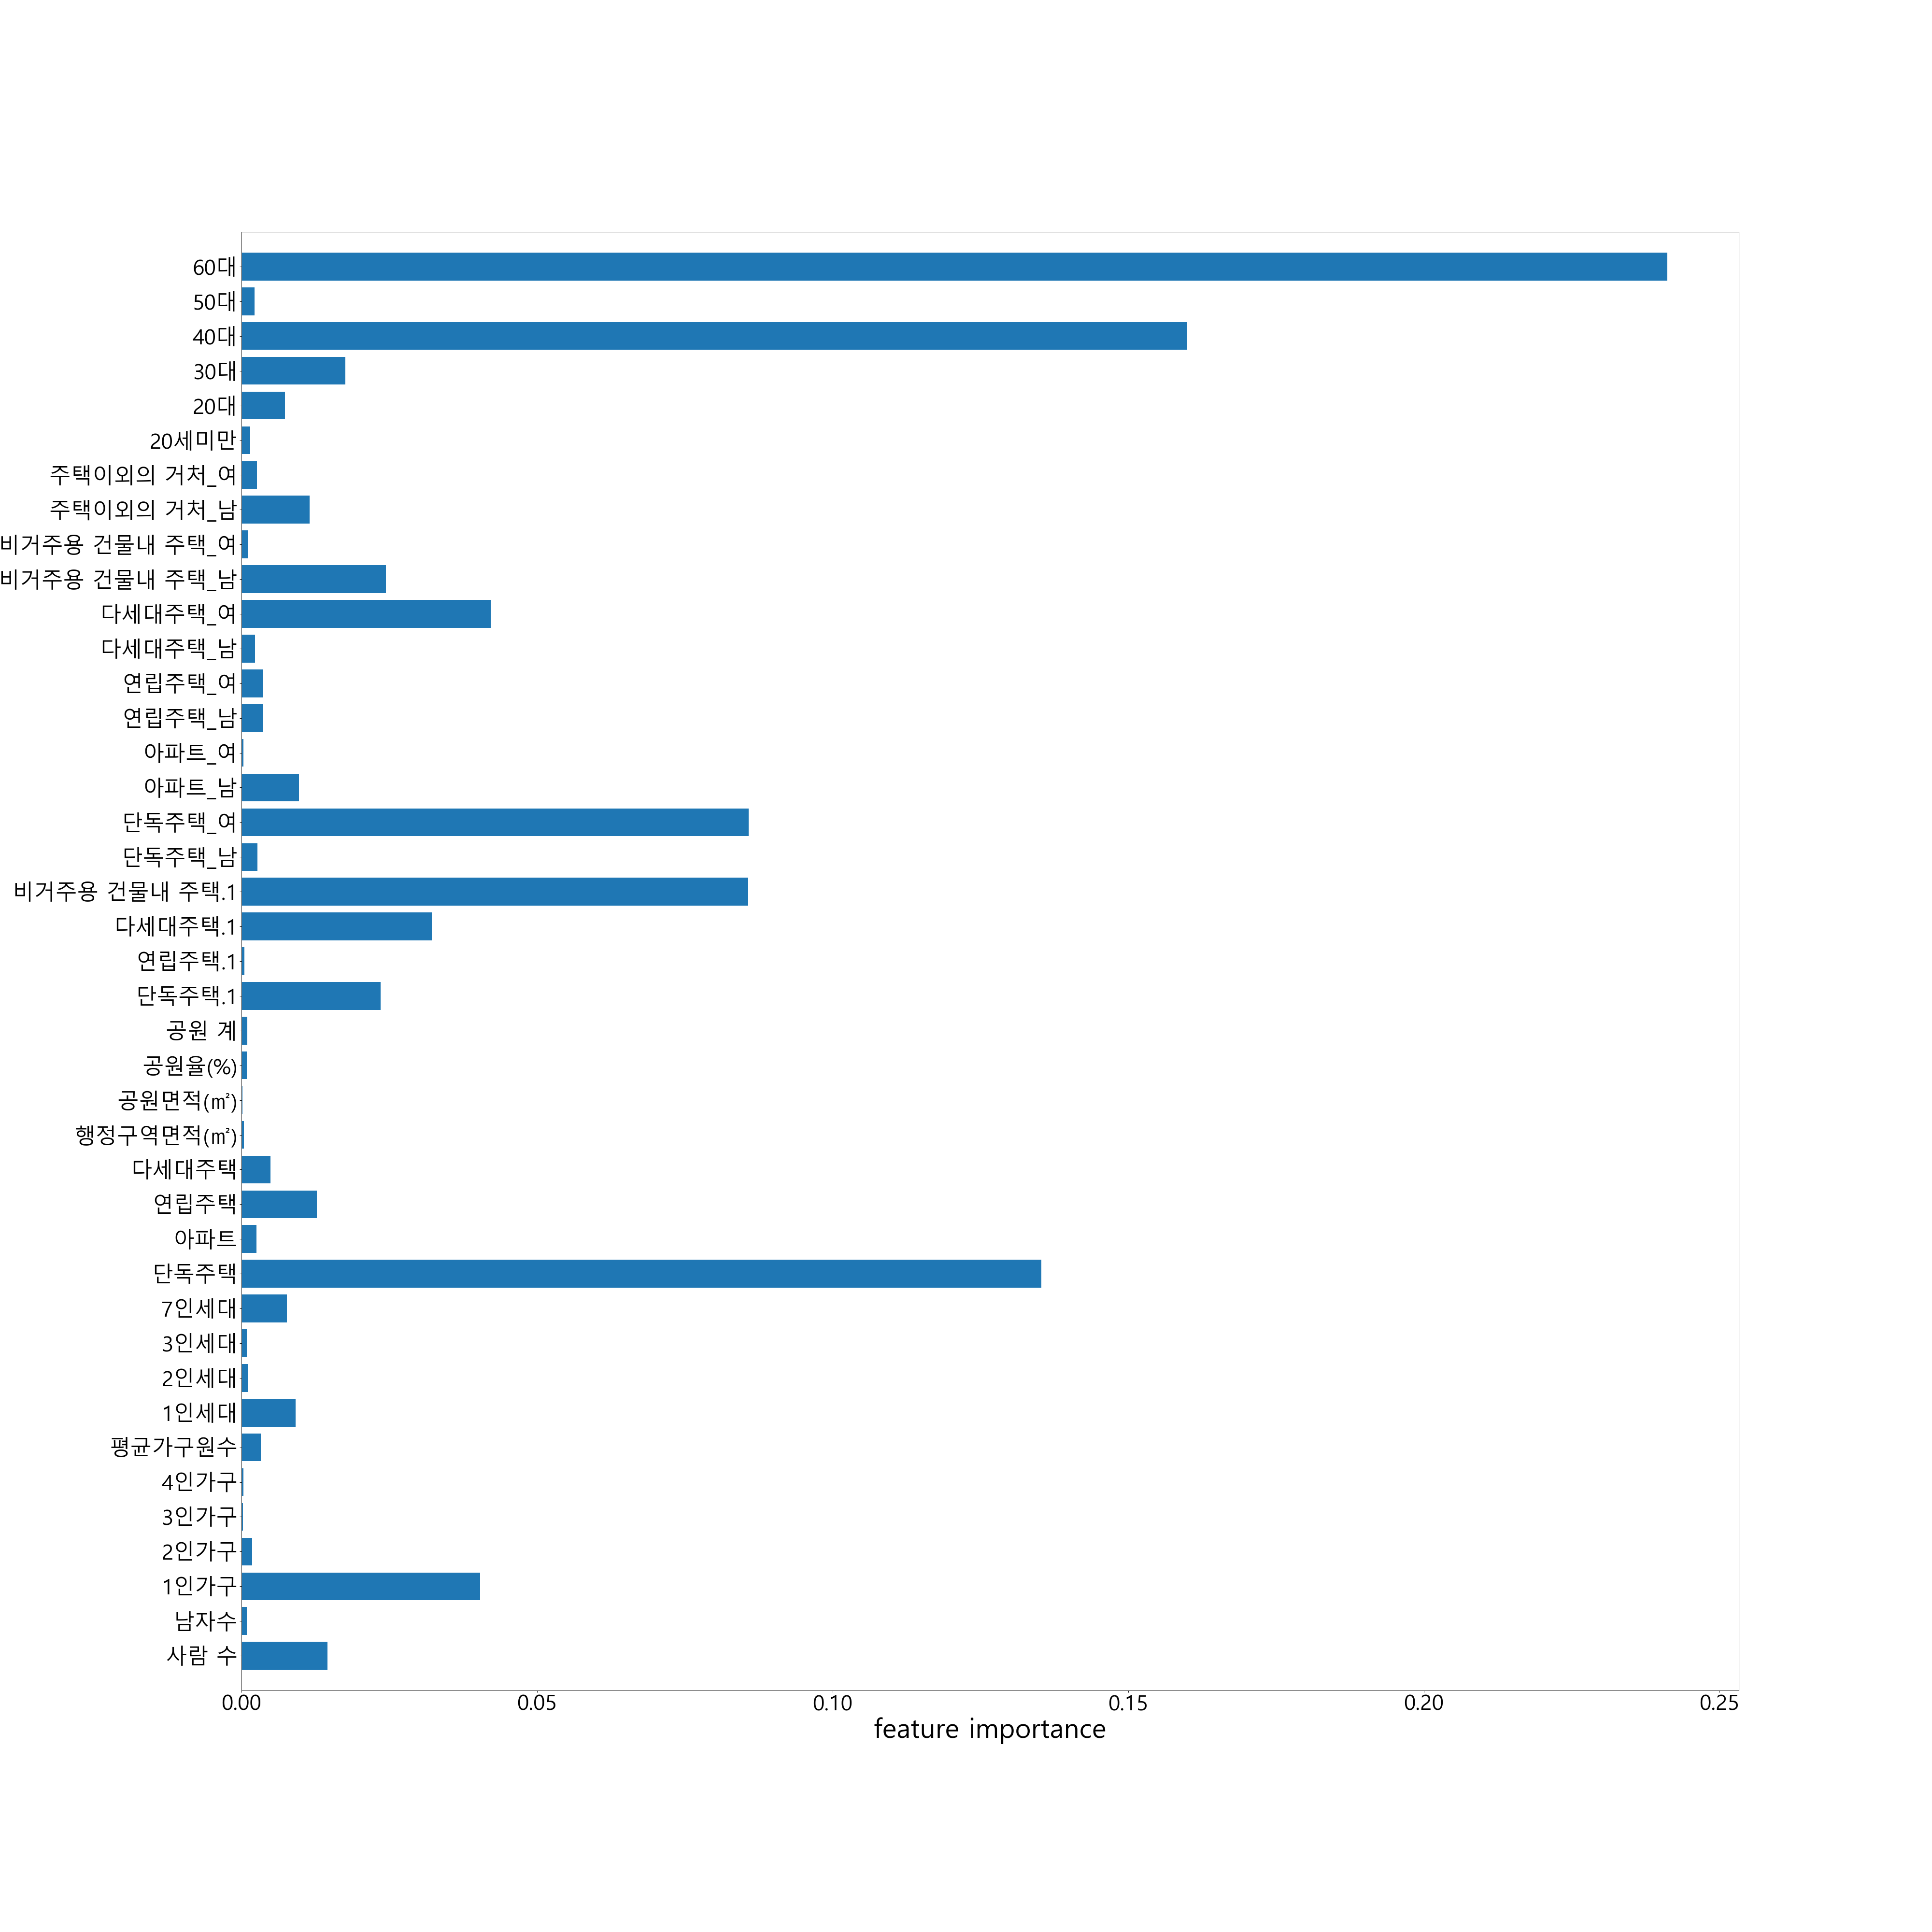 60대
50대
40대
30대
20대
20세미만
주택이외의 거처_여
주택이외의 거처_남
비거주용 건물내 주택_여
비거주용 건물내 주택_남
다세대주택_여
다세대주택_남
연립주택_여
연립주택_남
아파트_여
아파트_남
단독주택_여
단독주택_남
비거주용 건물내 주택.1
다세대주택.1
연립주택.1
단독주택.1
공원 계
공원율(%)
공원면적(㎡)
행정구역면적(㎡)
다세대주택
연립주택
아파트
단독주택
7인세대
3인세대
2인세대
1인세대
평균가구원수
4인가구
3인가구
2인가구
1인가구
남자수
사람 수
0.00 0.05 0.10 0.15 0.20 0.25
feature importance